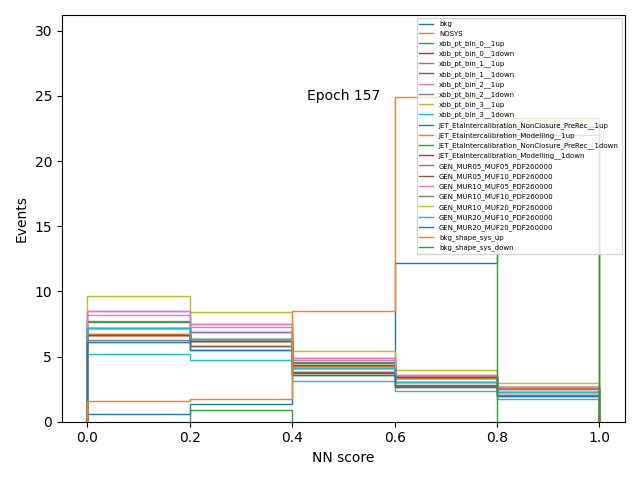 bkg
NOSYS
xbb_pt_bin_0__1up
xbb_pt_bin_0__1down
xbb_pt_bin_1__1up
xbb_pt_bin_1__1down
xbb_pt_bin_2__1up
xbb_pt_bin_2__1down
xbb_pt_bin_3__1up
xbb_pt_bin_3__1down
JET_EtaIntercalibration_NonClosure_PreRec__1up
JET_EtaIntercalibration_Modelling__1up
JET_EtaIntercalibration_NonClosure_PreRec__1down
JET_EtaIntercalibration_Modelling__1down
GEN_MUR05_MUF05_PDF260000
GEN_MUR05_MUF10_PDF260000
GEN_MUR10_MUF05_PDF260000
GEN_MUR10_MUF10_PDF260000
GEN_MUR10_MUF20_PDF260000
GEN_MUR20_MUF10_PDF260000
GEN_MUR20_MUF20_PDF260000
bkg_shape_sys_up
bkg_shape_sys_down
Epoch 157
Events
30
25
20
15
10
5
0
0.0 0.2 0.4 0.6 0.8 1.0
NN score